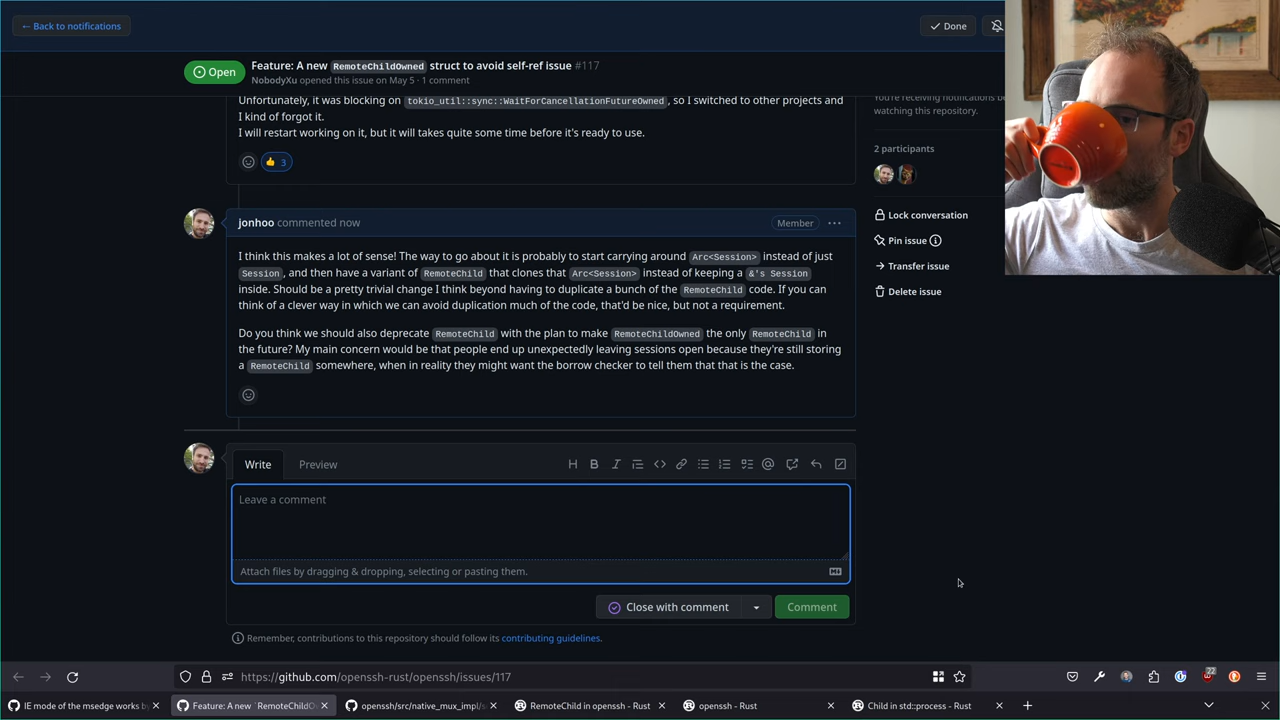 ← Back to notifications
Done
Open
Feature: A new RemoteChildOwned struct to avoid self-ref issue #117
NobodyXu opened this issue on May 5 · 1 comment
Unfortunately, it was blocking on tokio_util::sync::WaitForCancellationFutureOwned, so I switched to other projects and
I kind of forgot it.
I will restart working on it, but it will takes quite some time before it's ready to use.
👍 3
You're receiving notifications be
watching this repository.
2 participants
Lock conversation
Pin issue
Transfer issue
Delete issue
jonhoo commented now
Member
I think this makes a lot of sense! The way to go about it is probably to start carrying around Arc<Session> instead of just
Session, and then have a variant of RemoteChild that clones that Arc<Session> instead of keeping a &'s Session
inside. Should be a pretty trivial change I think beyond having to duplicate a bunch of the RemoteChild code. If you can
think of a clever way in which we can avoid duplication much of the code, that'd be nice, but not a requirement.
Do you think we should also deprecate RemoteChild with the plan to make RemoteChildOwned the only RemoteChild in
the future? My main concern would be that people end up unexpectedly leaving sessions open because they're still storing
a RemoteChild somewhere, when in reality they might want the borrow checker to tell them that that is the case.
Write
Preview
Leave a comment
Attach files by dragging & dropping, selecting or pasting them.
Close with comment
Comment
Remember, contributions to this repository should follow its contributing guidelines.
https://github.com/openssh-rust/openssh/issues/117
22
IE mode of the msedge works by
Feature: A new `RemoteChildO
openssh/src/native_mux_impl/s
RemoteChild in openssh - Rust
openssh - Rust
Child in std::process - Rust